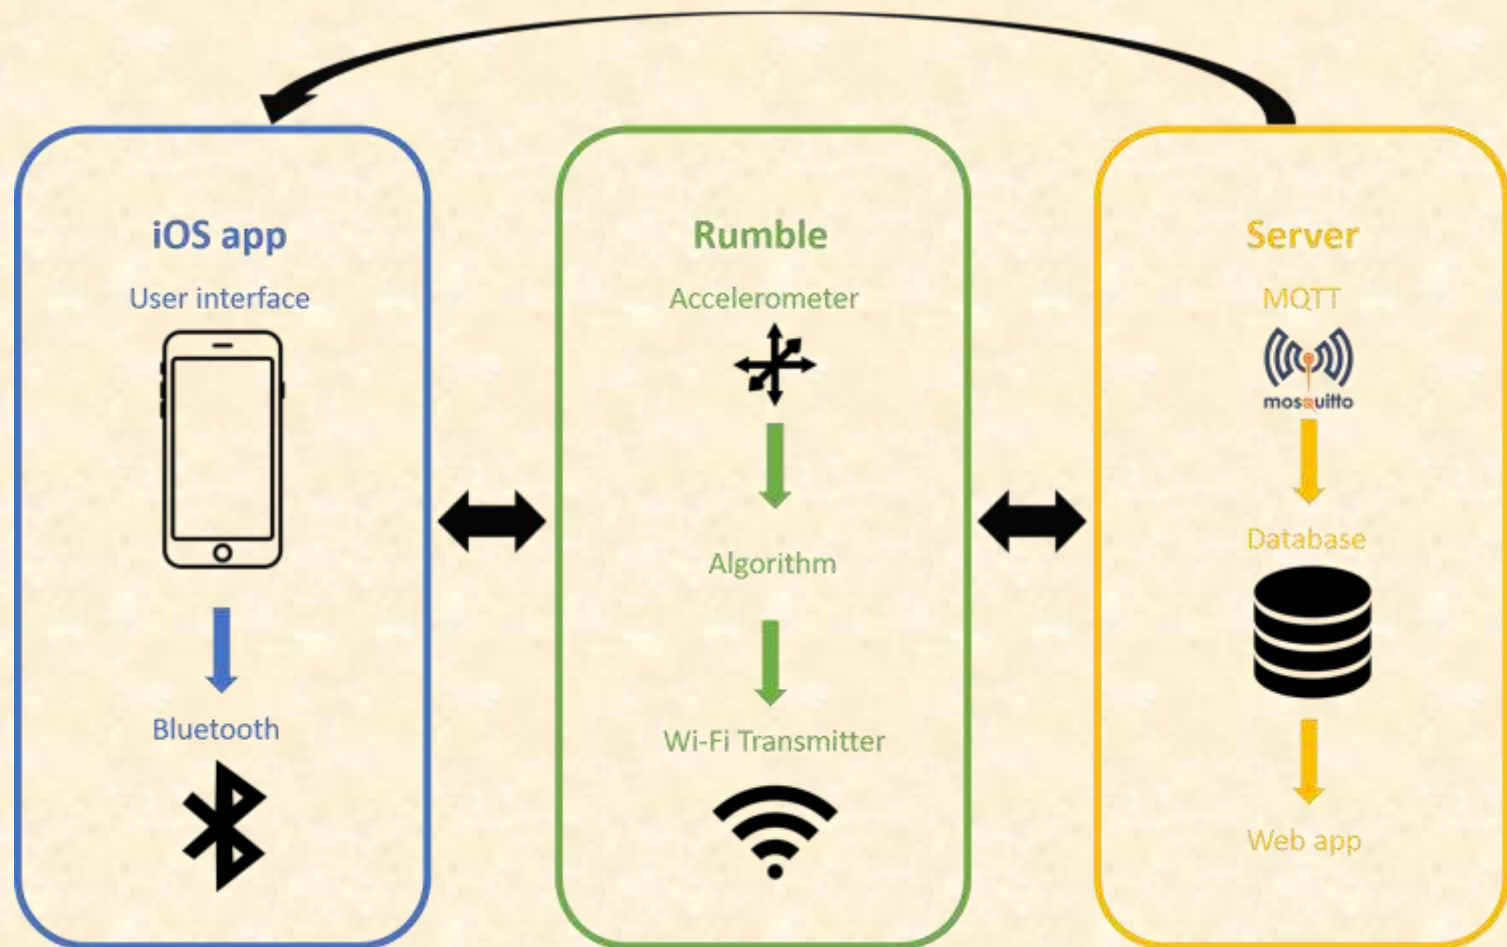 iOS app
User interface
Bluetooth
Rumble
Accelerometer
Algorithm
Wi-Fi Transmitter
Server
MQTT
mosquitto
Database
Web app